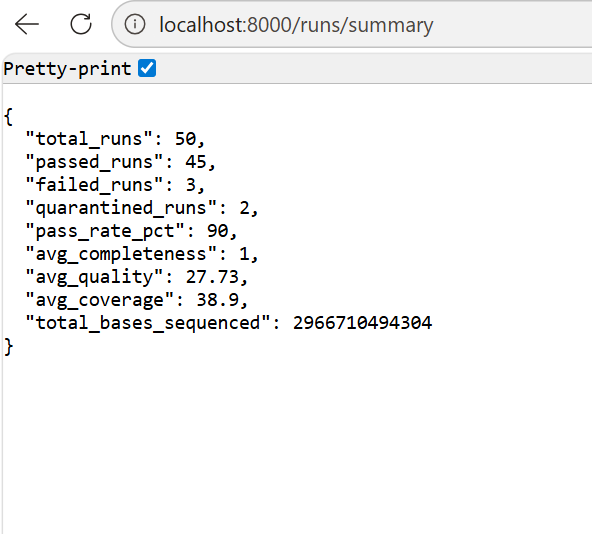 localhost:8000/runs/summary
Pretty-print
{
  "total_runs": 50,
  "passed_runs": 45,
  "failed_runs": 3,
  "quarantined_runs": 2,
  "pass_rate_pct": 90,
  "avg_completeness": 1,
  "avg_quality": 27.73,
  "avg_coverage": 38.9,
  "total_bases_sequenced": 2966710494304
}